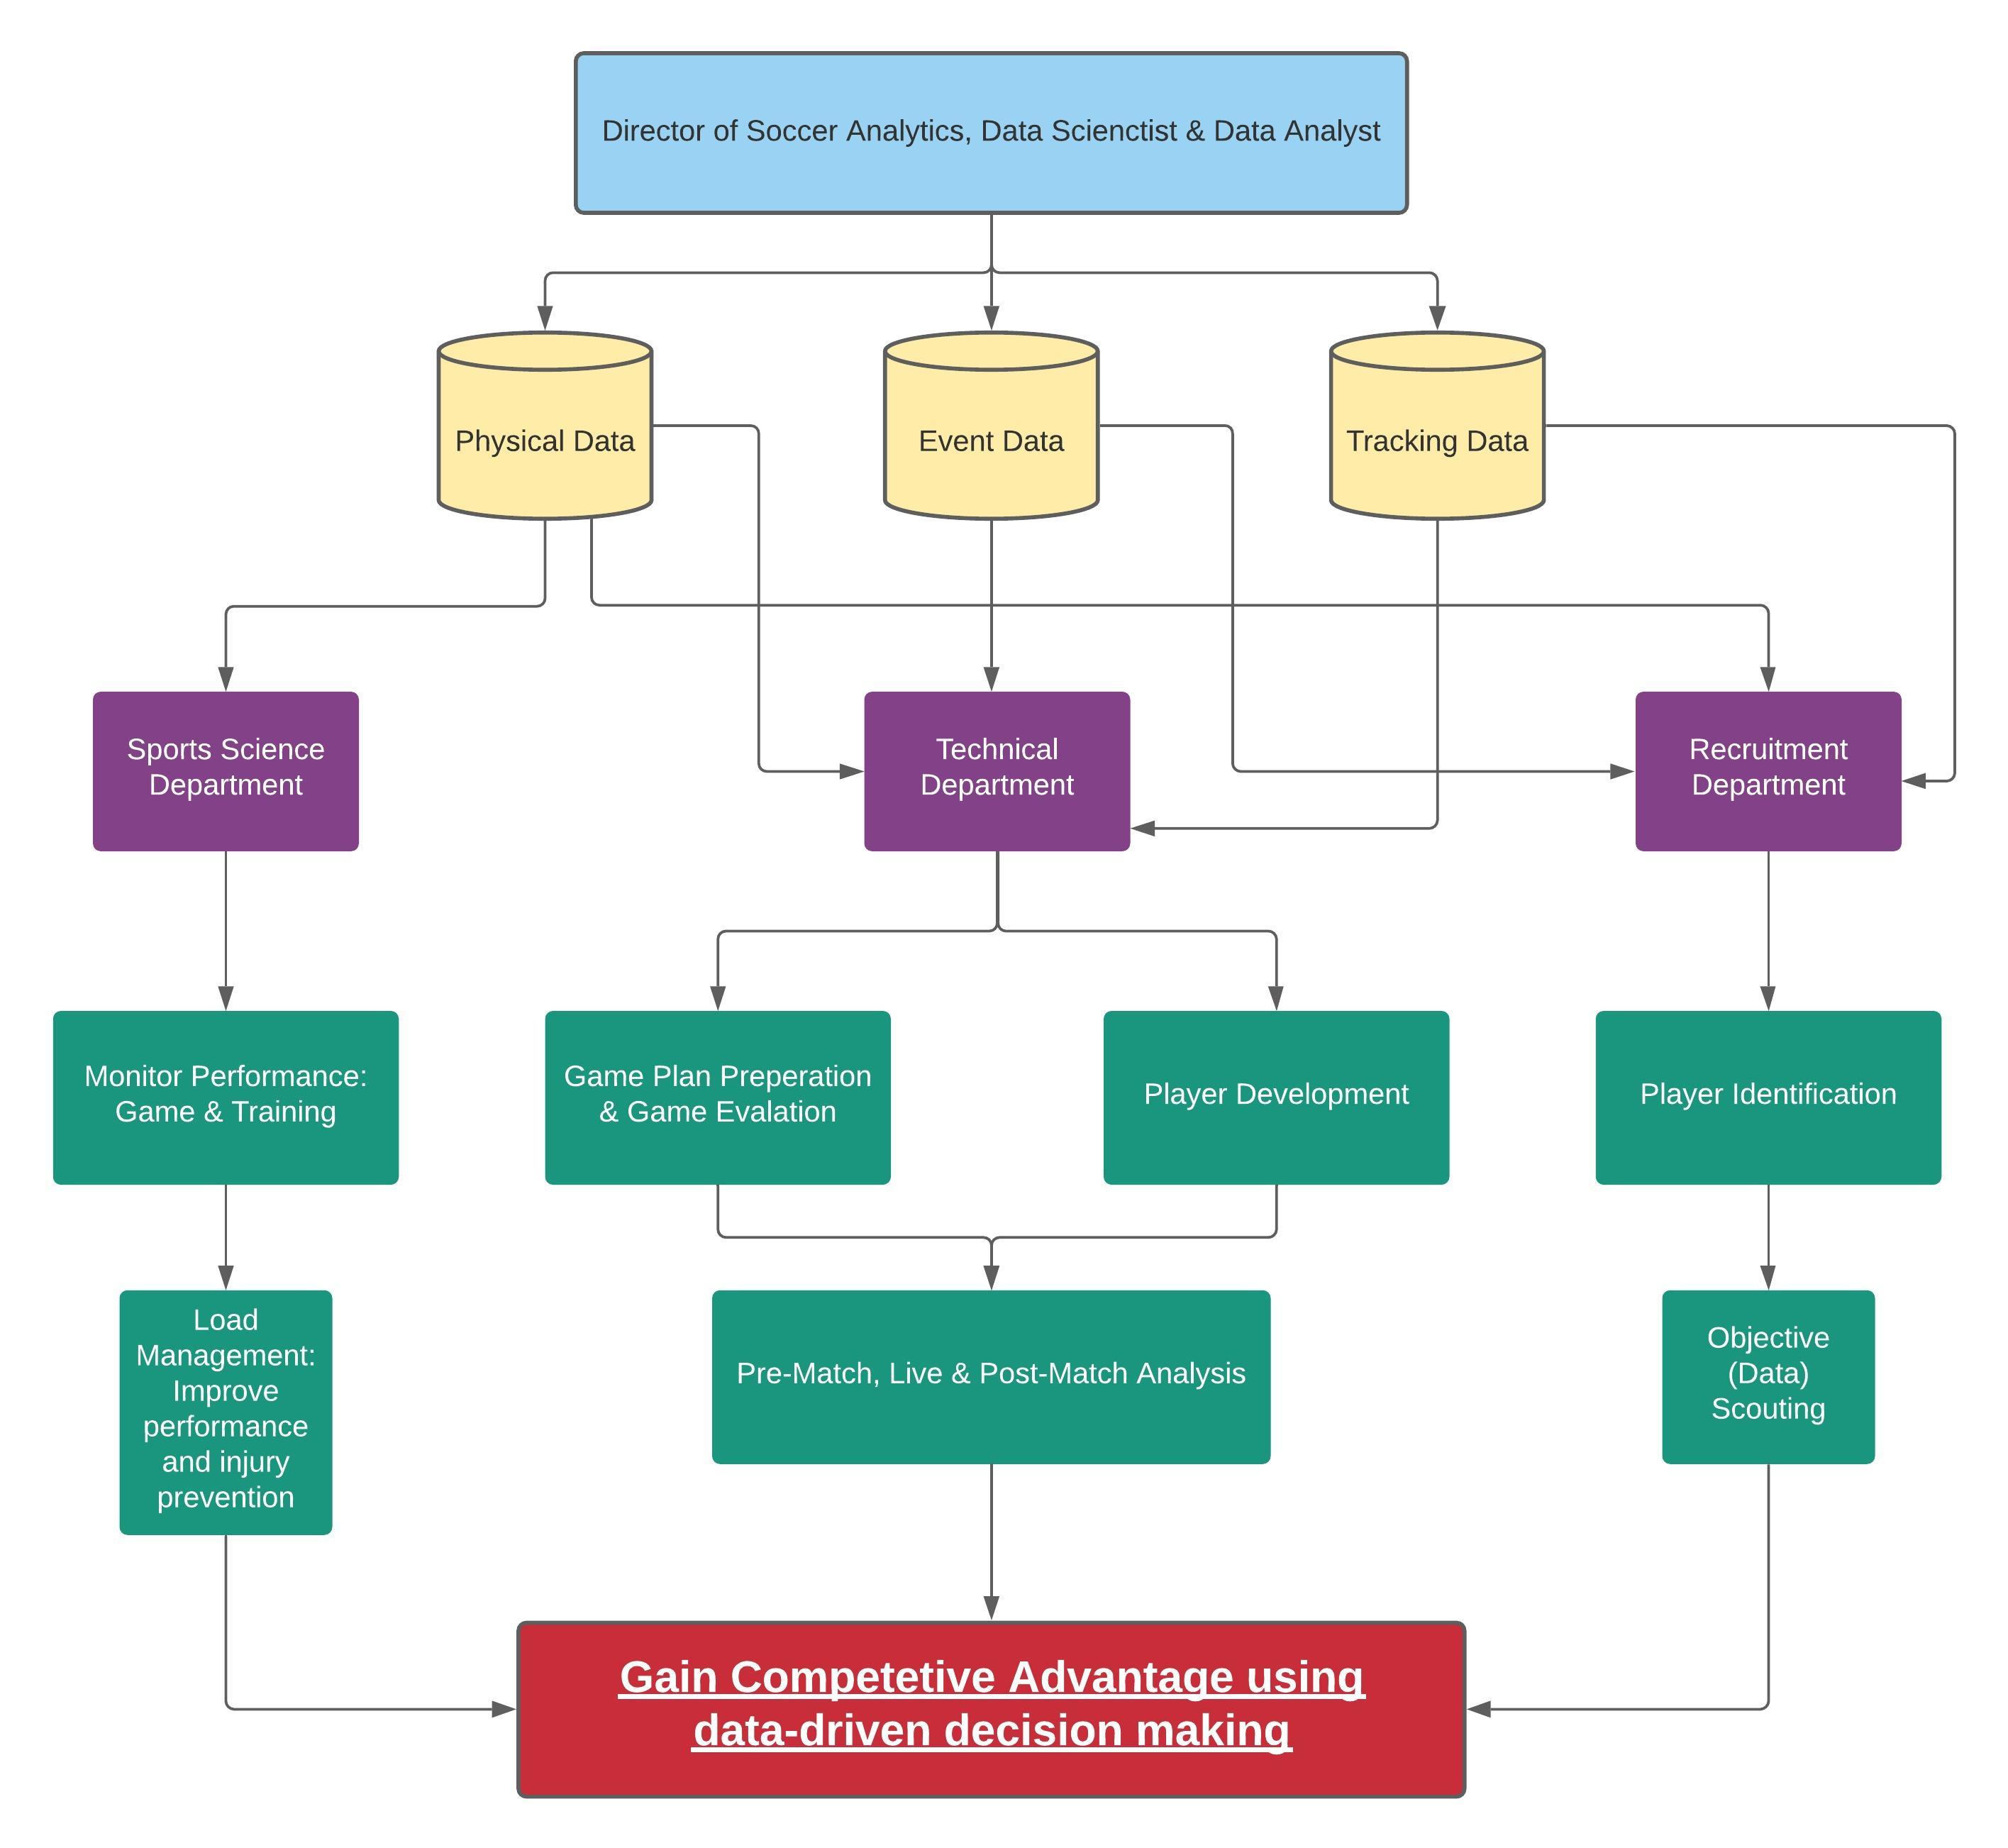 Director of Soccer Analytics, Data Scienctist & Data Analyst
Physical Data
Event Data
Tracking Data
Sports Science
Department
Technical
Department
Recruitment
Department
Monitor Performance:
Game & Training
Game Plan Preperation
& Game Evalation
Player Development
Player Identification
Load
Management:
Improve
performance
and injury
prevention
Pre-Match, Live & Post-Match Analysis
Objective
(Data)
Scouting
Gain Competetive Advantage using
data-driven decision making